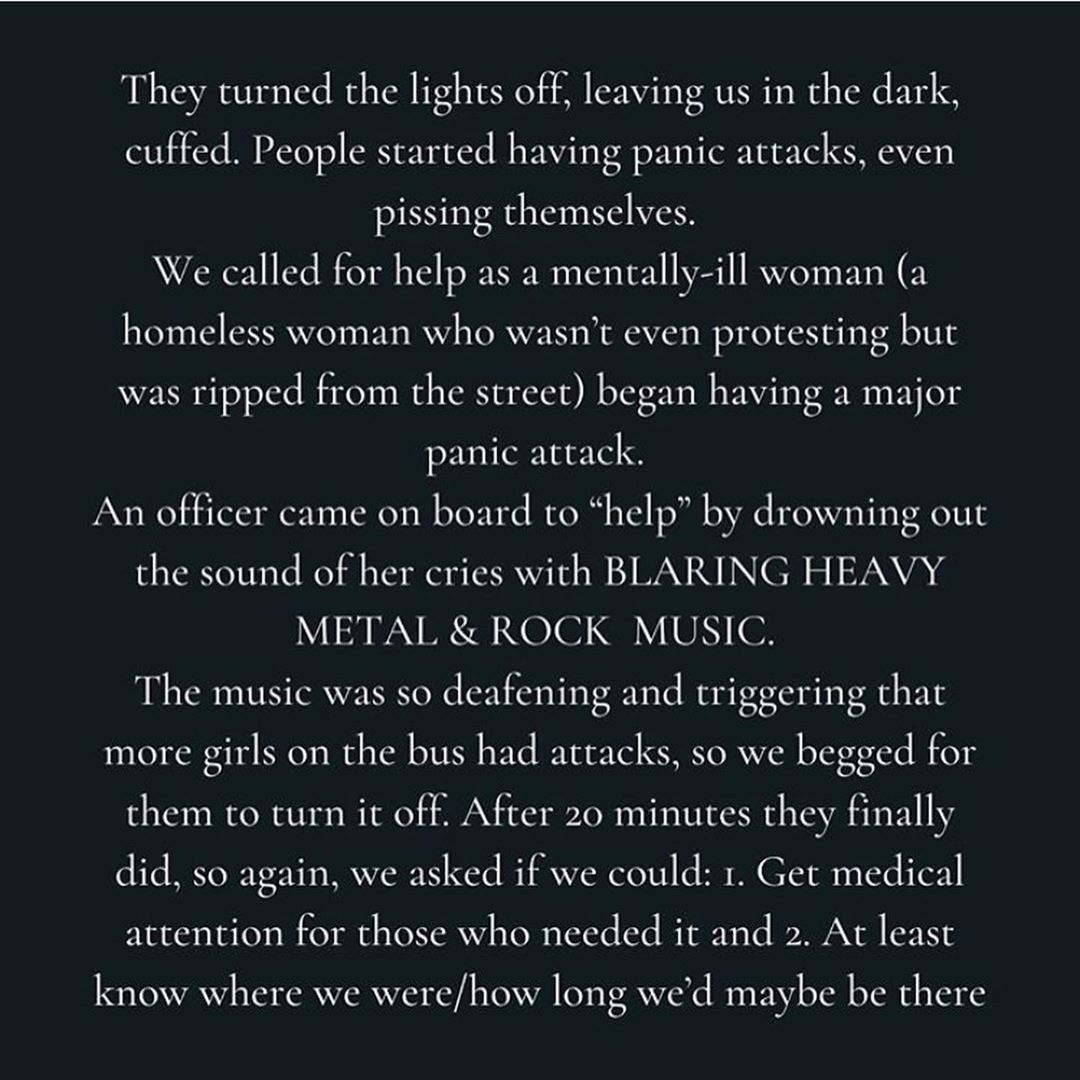 They turned the lights off, leaving us in the dark,
cuffed. People started having panic attacks, even
pissing themselves.
We called for help as a mentally-ill woman (a
homeless woman who wasn’t even protesting but
was ripped from the street) began having a major
panic attack.
An officer came on board to “help” by drowning out
the sound of her cries with BLARING HEAVY
METAL & ROCK  MUSIC.
The music was so deafening and triggering that
more girls on the bus had attacks, so we begged for
them to turn it off. After 20 minutes they finally
did, so again, we asked if we could: 1. Get medical
attention for those who needed it and 2. At least
know where we were/how long we’d maybe be there